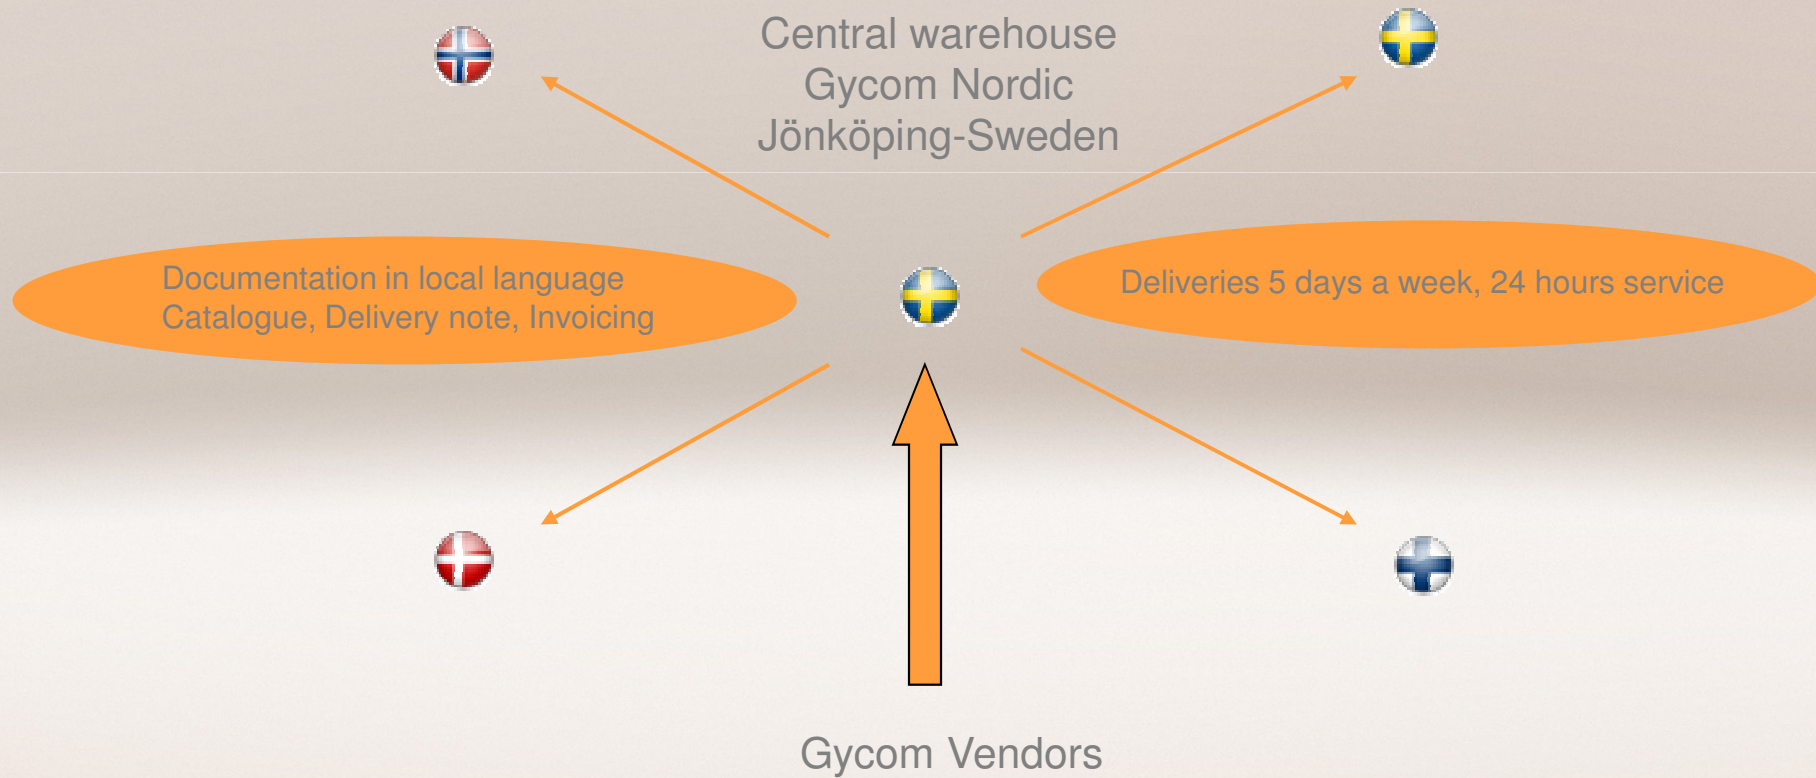 Central warehouse
Gycom Nordic
Jönköping-Sweden
Documentation in local language
Catalogue, Delivery note, Invoicing
Deliveries 5 days a week, 24 hours service
Gycom Vendors